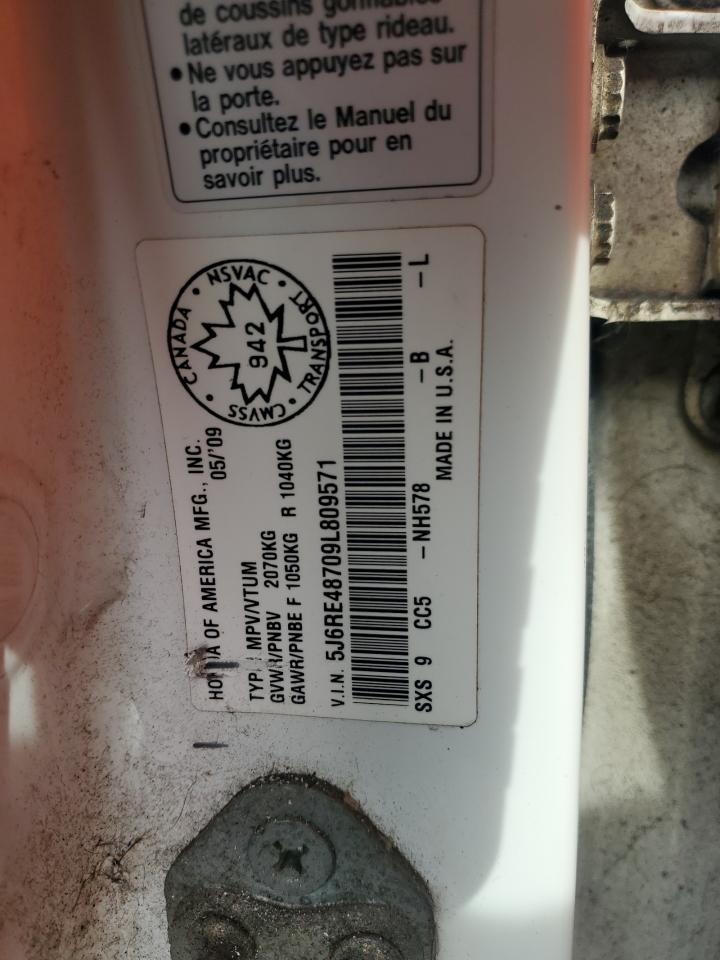 de coussins gonflables
latéraux de type rideau.
• Ne vous appuyez pas sur
la porte.
• Consultez le Manuel du
propriétaire pour en
savoir plus.
HONDA OF AMERICA MFG., INC.
05/'09
TYPE: MPV/VTUM
GVWR/PNBV 2070KG
GAWR/PNBE F 1050KG R 1040KG
V.I.N. 5J6RE48709L809571
SXS 9 CC5 -NH578 -B -L
MADE IN U.S.A.
CANADA • NSVAC • TRANSPORT • CMVSS •
942